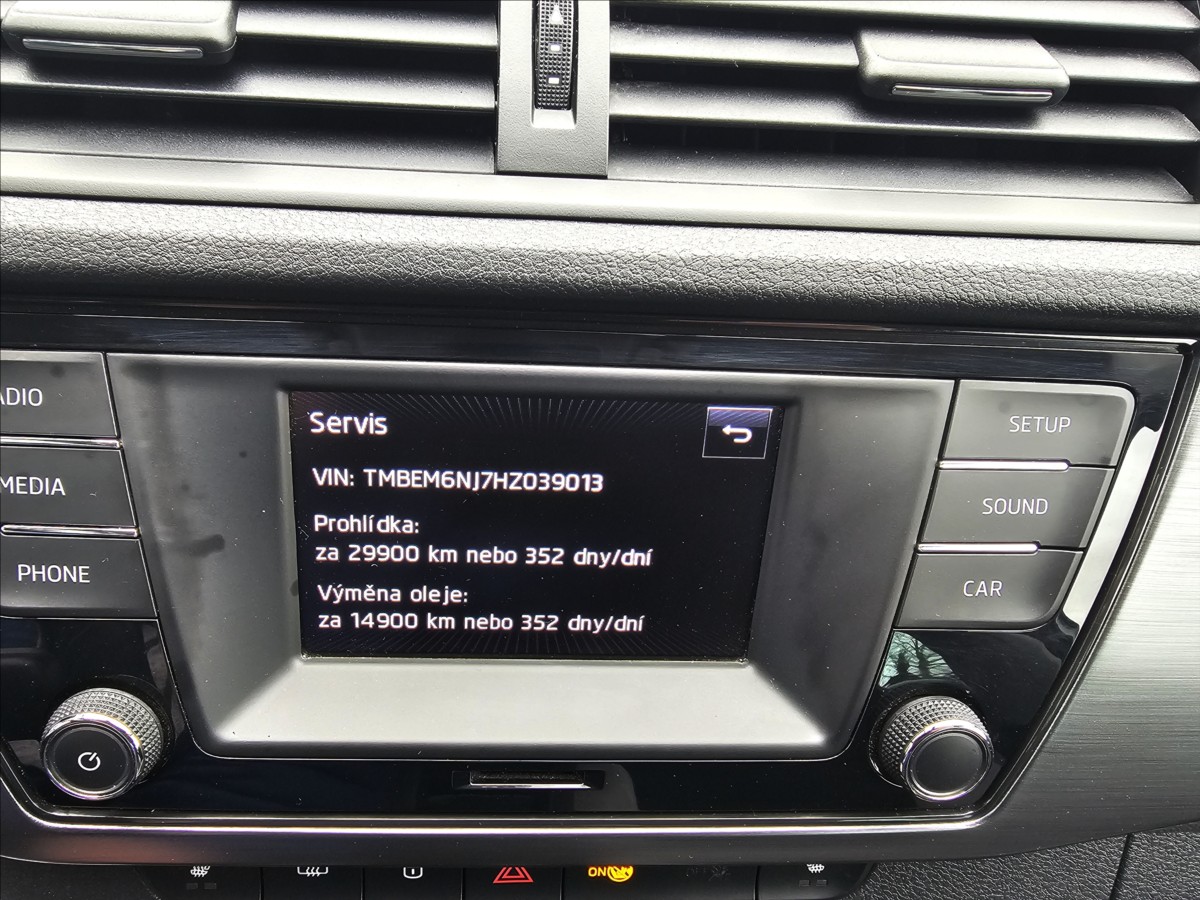 ADIO
MEDIA
PHONE
Servis
VIN: TMBEM6NJ7HZ039013
Prohlídka:
za 29900 km nebo 352 dny/dní
Výměna oleje:
za 14900 km nebo 352 dny/dní
SETUP
SOUND
CAR
ON
OFF